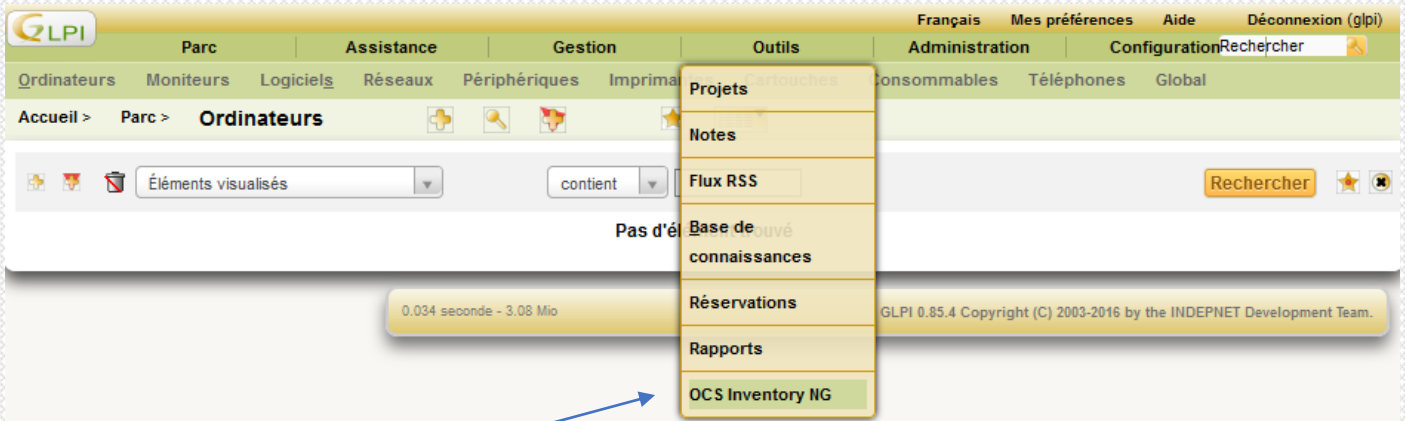 GLPI
Français Mes préférences Aide Déconnexion (glpi)
Parc Assistance Gestion Outils Administration Configuration Rechercher
Ordinateurs Moniteurs Logiciels Réseaux Périphériques Imprimantes Cartouches Consommables Téléphones Global
Accueil > Parc > Ordinateurs
Éléments visualisés contient Rechercher
Pas d'élément trouvé
Projets
Notes
Flux RSS
Base de
connaissances
Réservations
Rapports
OCS Inventory NG
0.034 seconde - 3.08 Mio
GLPI 0.85.4 Copyright (C) 2003-2016 by the INDEPNET Development Team.